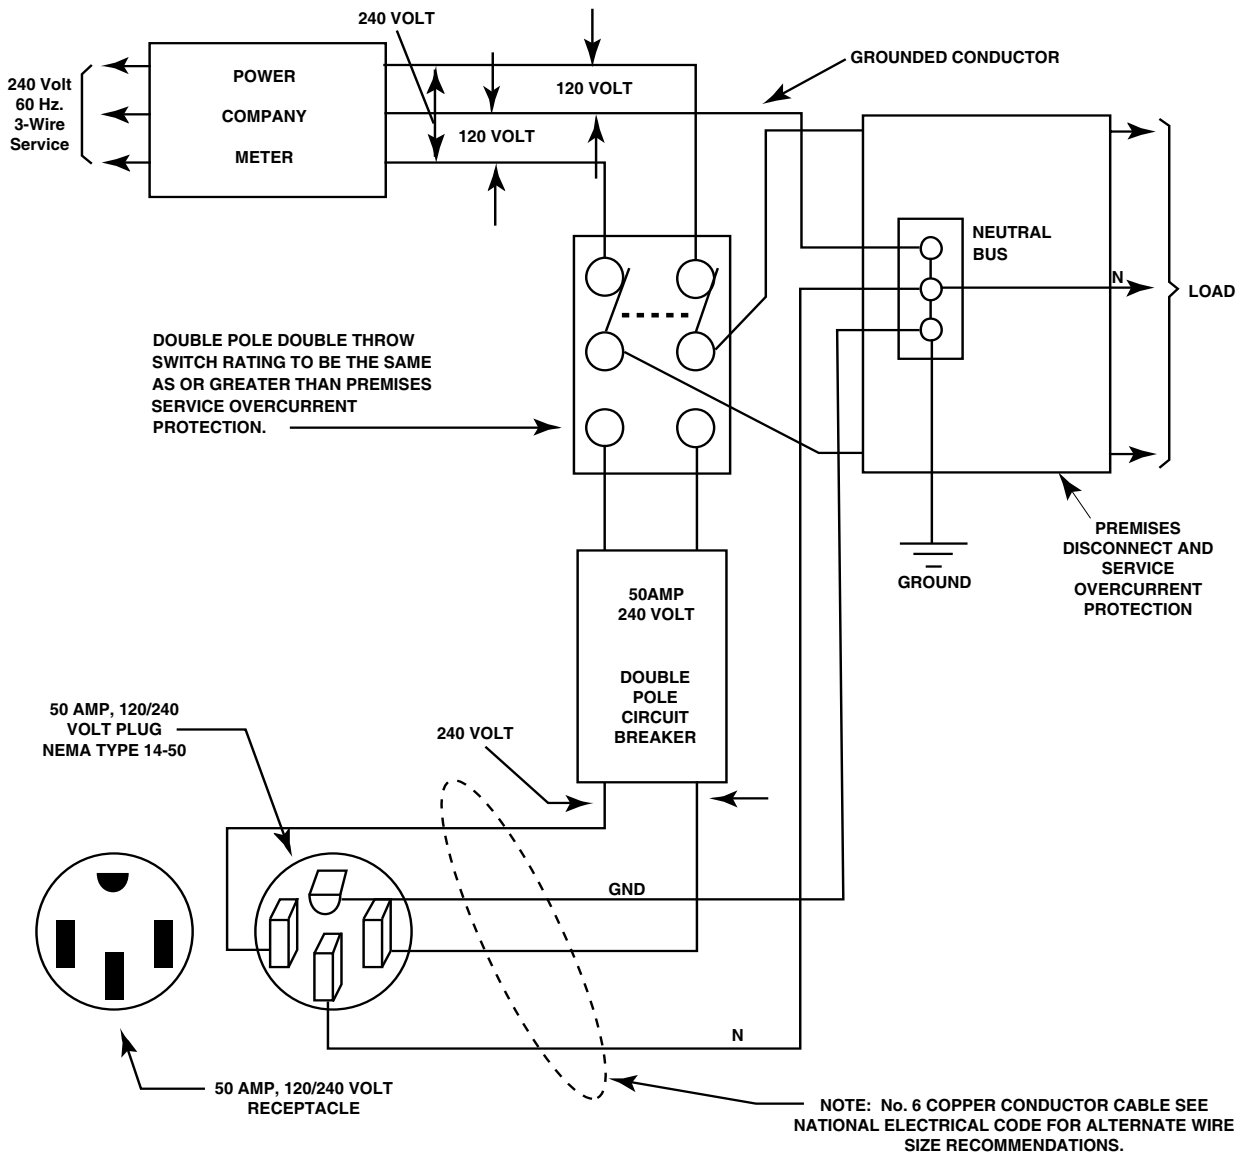 240 VOLT
240 Volt
60 Hz.
3-Wire
Service
POWER
COMPANY
METER
120 VOLT
120 VOLT
GROUNDED CONDUCTOR
NEUTRAL
BUS
N
LOAD
DOUBLE POLE DOUBLE THROW
SWITCH RATING TO BE THE SAME
AS OR GREATER THAN PREMISES
SERVICE OVERCURRENT
PROTECTION.
GROUND
PREMISES
DISCONNECT AND
SERVICE
OVERCURRENT
PROTECTION
50AMP
240 VOLT
DOUBLE
POLE
CIRCUIT
BREAKER
50 AMP, 120/240
VOLT PLUG
NEMA TYPE 14-50
240 VOLT
GND
N
50 AMP, 120/240 VOLT
RECEPTACLE
NOTE: No. 6 COPPER CONDUCTOR CABLE SEE
NATIONAL ELECTRICAL CODE FOR ALTERNATE WIRE
SIZE RECOMMENDATIONS.